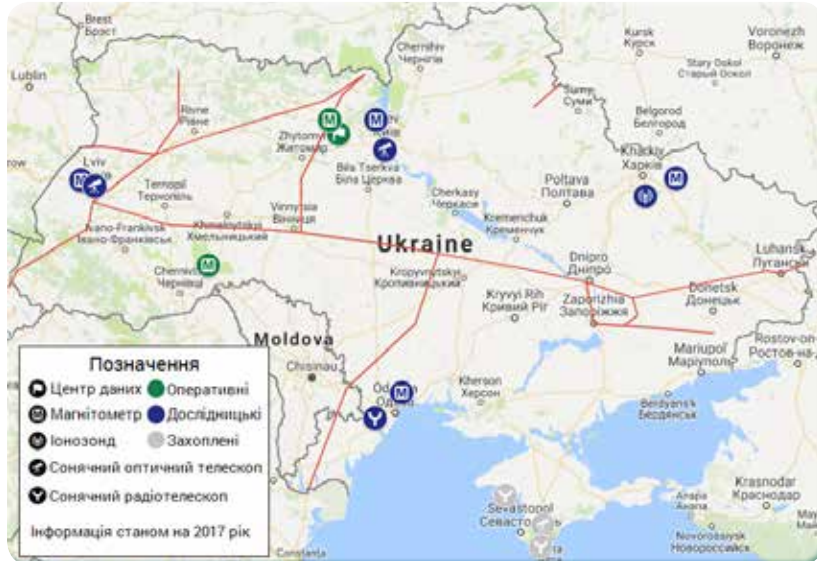 Brest
Брэст
Chernihiv
Чернігів
Kursk
Курск
Voronezh
Воронеж
Stary Oskol
Старый Оскол
Lublin
Rivne
Рівне
Sumy
Суми
Belgorod
Белгород
Київ
Zhytomyr
Житомир
Kharkiv
Харків
Lviv
Bila Tserkva
Біла Церква
Ternopil
Тернопіль
Poltava
Полтава
Cherkasy
Черкаси
Vinnytsia
Вінниця
Khmelnytskyi
Хмельницький
Kremenchuk
Кременчук
Ivano-Frankivsk
Івано-Франківськ
Ukraine
Luhansk
Луганськ
Dnipro
Дніпро
Chernivtsi
Чернівці
Kropyvnytskyi
Кропивницький
Donetsk
Донецьк
Kryvyi Rih
Кривий Ріг
Zaporizhia
Запоріжжя
Moldova
Mariupol
Маріуполь
Rostov-on-
Ростов-на-
Chisinau
Kherson
Херсон
Berdyans'k
Бердянськ
Позначення
Центр даних
Оперативні
Магнітометр
Дослідницькі
Іонозонд
Захоплені
Сонячний оптичний телескоп
Сонячний радіотелескоп
Інформація станом на 2017 рік
Krasnodar
Краснодар
Sevastopol
Севастополь
Anapa
Анапа
Novorossiysk
Новороссийск
Constanta